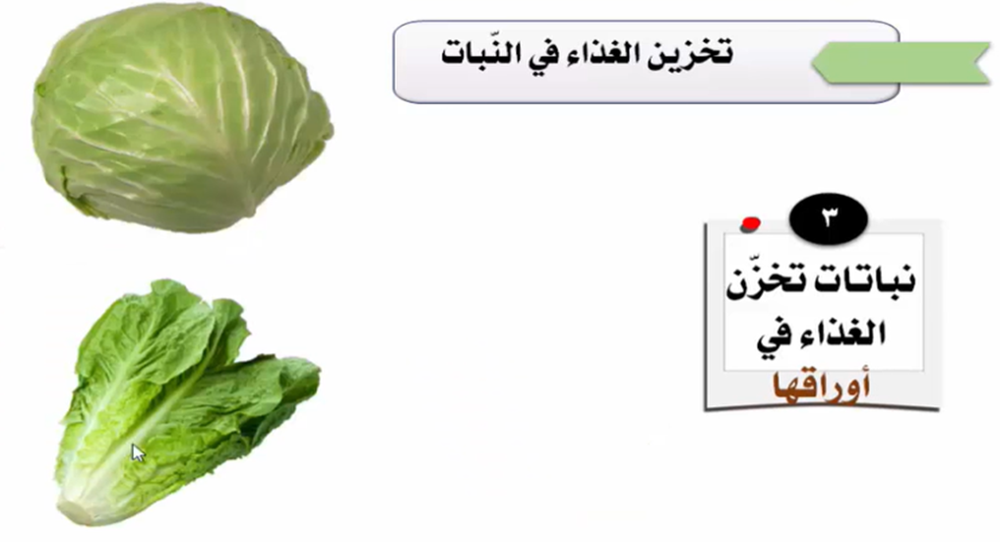 تخزين الغذاء في النّبات
٣
نباتات تخزّن
الغذاء في
أوراقها